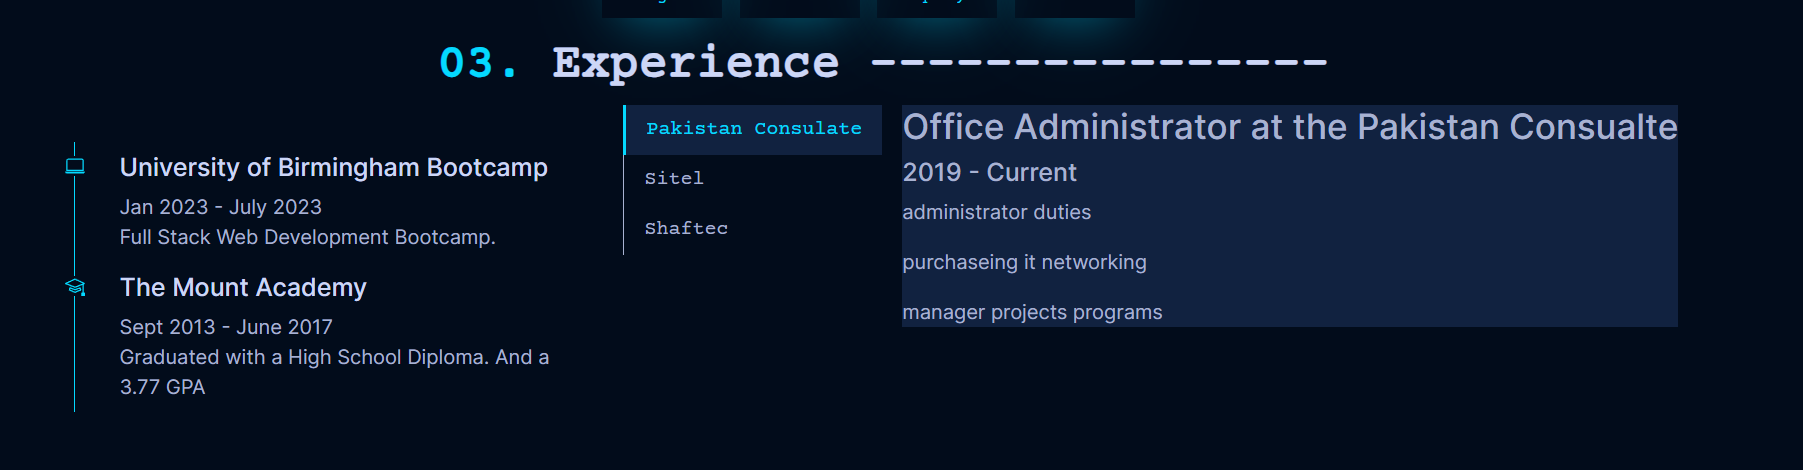 03. Experience ----------------
University of Birmingham Bootcamp
Jan 2023 - July 2023
Full Stack Web Development Bootcamp.
The Mount Academy
Sept 2013 - June 2017
Graduated with a High School Diploma. And a
3.77 GPA
Pakistan Consulate
Sitel
Shaftec
Office Administrator at the Pakistan Consualte
2019 - Current
administrator duties
purchaseing it networking
manager projects programs